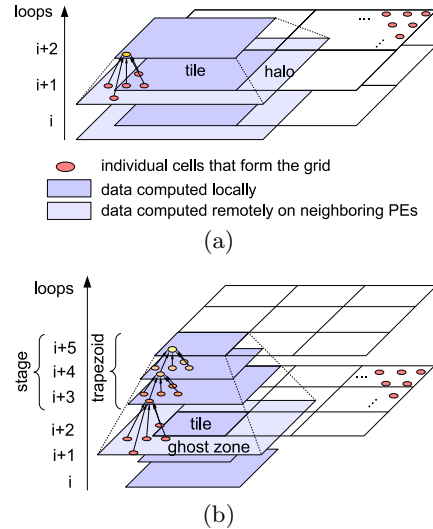 loops
i+2
i+1
i
tile
halo
...
...
individual cells that form the grid
data computed locally
data computed remotely on neighboring PEs
(a)
loops
stage
trapezoid
i+5
i+4
i+3
i+2
i+1
i
tile
ghost zone
...
...
(b)